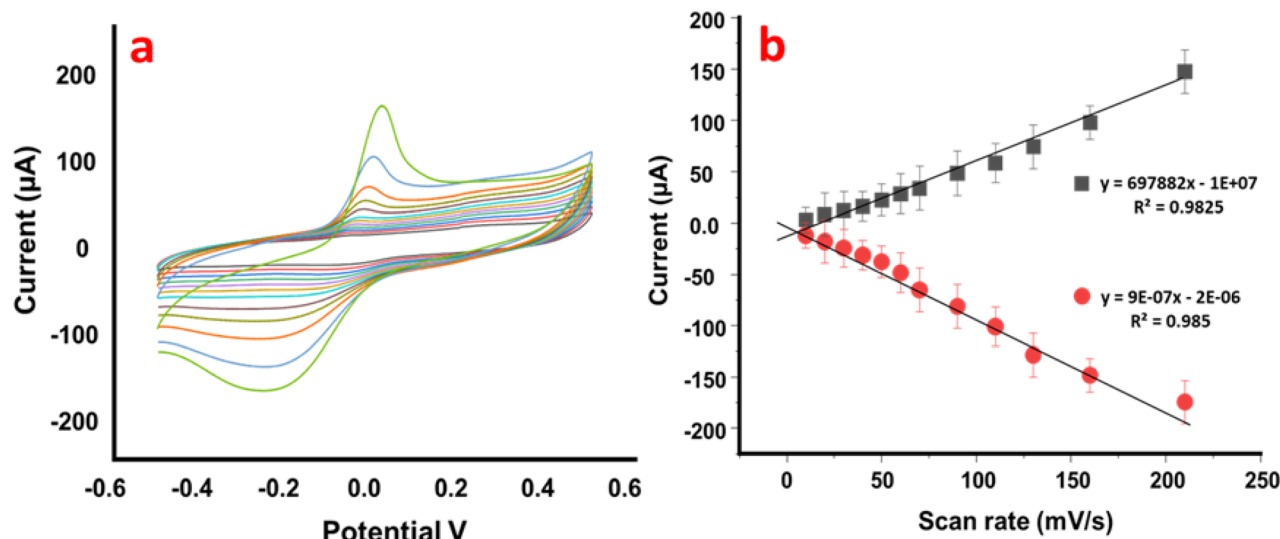 a
Current (µA)
200
100
0
-100
-200
-0.6
-0.4
-0.2
0.0
0.2
0.4
0.6
Potential V
b
Current (µA)
200
150
100
50
0.0
-50
-100
-150
-200
y = 697882x - 1E+07
R² = 0.9825
y = 9E-07x - 2E-06
R² = 0.985
0
50
100
150
200
250
Scan rate (mV/s)